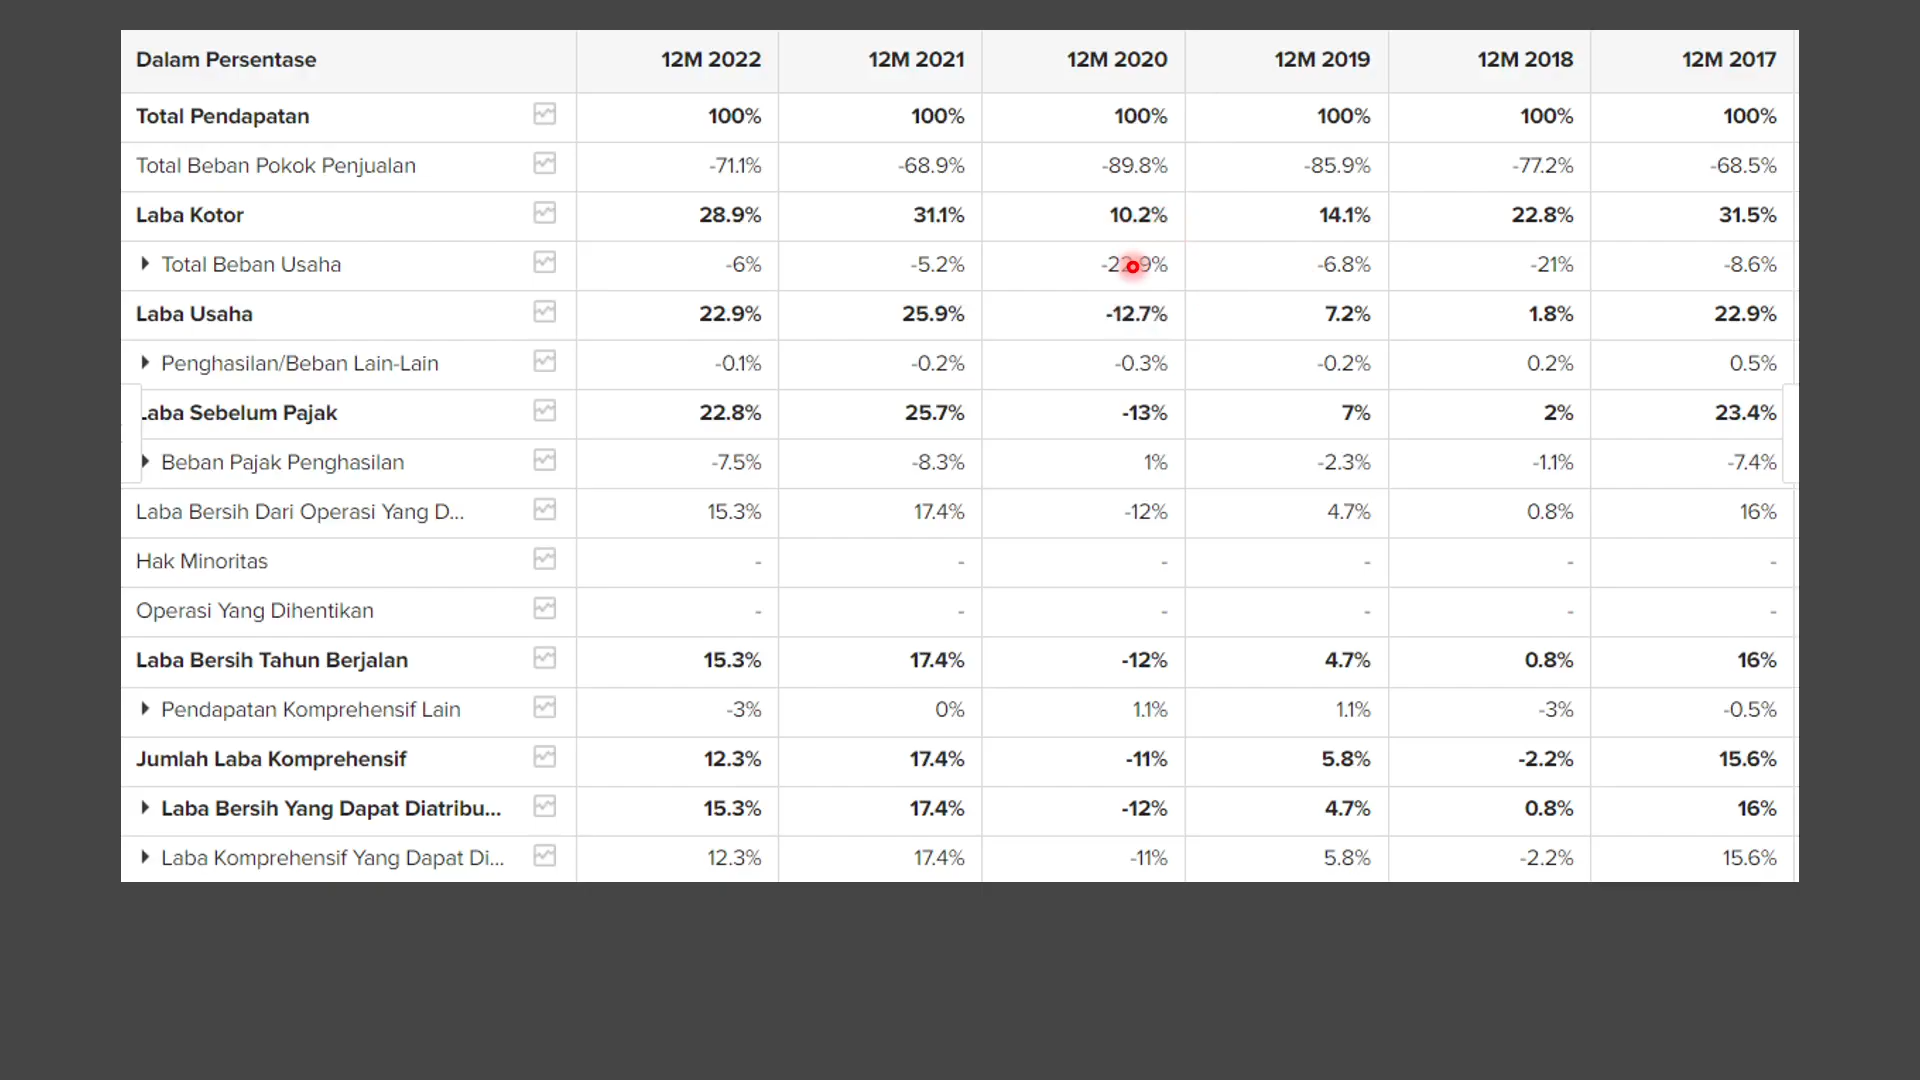 Dalam Persentase 12M 2022 12M 2021 12M 2020 12M 2019 12M 2018 12M 2017
Total Pendapatan 100% 100% 100% 100% 100% 100%
Total Beban Pokok Penjualan -71.1% -68.9% -89.8% -85.9% -77.2% -68.5%
Laba Kotor 28.9% 31.1% 10.2% 14.1% 22.8% 31.5%
Total Beban Usaha -6% -5.2% -22.9% -6.8% -21% -8.6%
Laba Usaha 22.9% 25.9% -12.7% 7.2% 1.8% 22.9%
Penghasilan/Beban Lain-Lain -0.1% -0.2% -0.3% -0.2% 0.2% 0.5%
Laba Sebelum Pajak 22.8% 25.7% -13% 7% 2% 23.4%
Beban Pajak Penghasilan -7.5% -8.3% 1% -2.3% -1.1% -7.4%
Laba Bersih Dari Operasi Yang D... 15.3% 17.4% -12% 4.7% 0.8% 16%
Hak Minoritas - - - - - -
Operasi Yang Dihentikan - - - - - -
Laba Bersih Tahun Berjalan 15.3% 17.4% -12% 4.7% 0.8% 16%
Pendapatan Komprehensif Lain -3% 0% 1.1% 1.1% -3% -0.5%
Jumlah Laba Komprehensif 12.3% 17.4% -11% 5.8% -2.2% 15.6%
Laba Bersih Yang Dapat Diatribu... 15.3% 17.4% -12% 4.7% 0.8% 16%
Laba Komprehensif Yang Dapat Di... 12.3% 17.4% -11% 5.8% -2.2% 15.6%